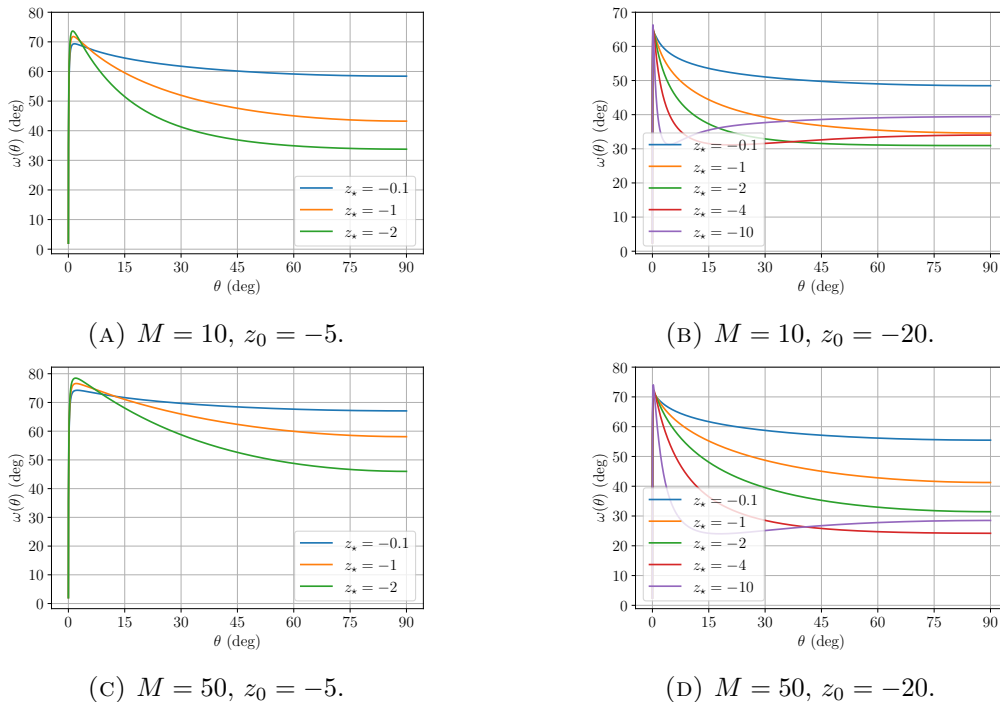 80
70
60
50
40
30
20
10
0
ω(θ) (deg)
0 15 30 45 60 75 90
θ (deg)
z⋆ = −0.1
z⋆ = −1
z⋆ = −2
(A) M = 10, z₀ = −5.
70
60
50
40
30
20
10
0
ω(θ) (deg)
0 15 30 45 60 75 90
θ (deg)
z⋆ = −0.1
z⋆ = −1
z⋆ = −2
z⋆ = −4
z⋆ = −10
(B) M = 10, z₀ = −20.
80
70
60
50
40
30
20
10
0
ω(θ) (deg)
0 15 30 45 60 75 90
θ (deg)
z⋆ = −0.1
z⋆ = −1
z⋆ = −2
(C) M = 50, z₀ = −5.
80
70
60
50
40
30
20
10
0
ω(θ) (deg)
0 15 30 45 60 75 90
θ (deg)
z⋆ = −0.1
z⋆ = −1
z⋆ = −2
z⋆ = −4
z⋆ = −10
(D) M = 50, z₀ = −20.